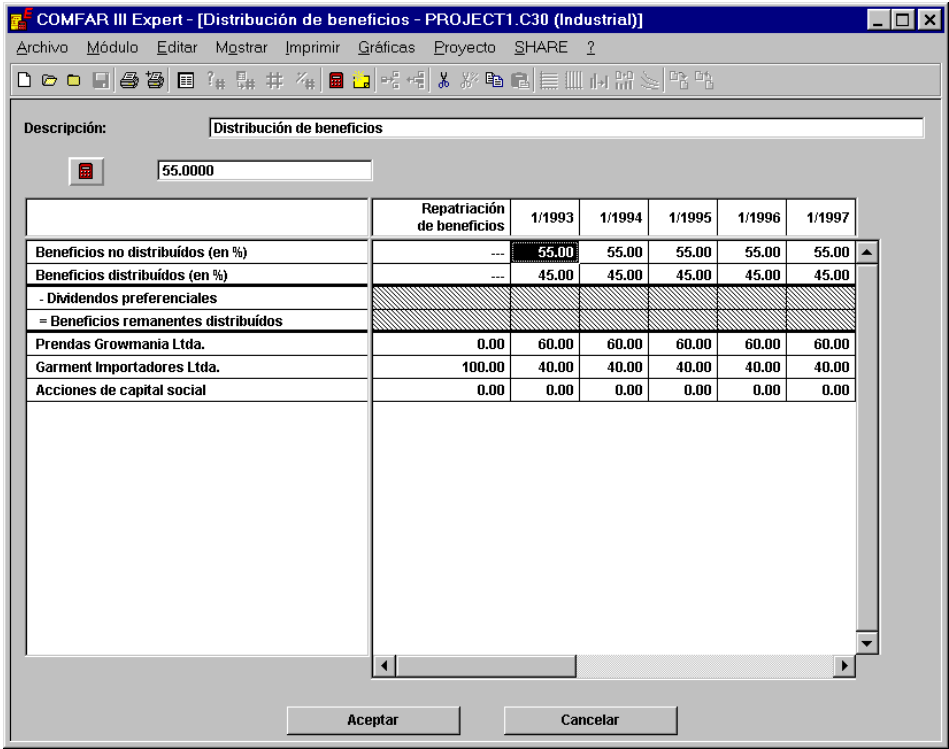 COMFAR III Expert - [Distribución de beneficios - PROJECT1.C30 (Industrial)]
Archivo Módulo Editar Mostrar Imprimir Gráficas Proyecto SHARE ?
Descripción: Distribución de beneficios
55.0000
Repatriación de beneficios 1/1993 1/1994 1/1995 1/1996 1/1997
Beneficios no distribuídos (en %) --- 55.00 55.00 55.00 55.00 55.00
Beneficios distribuídos (en %) --- 45.00 45.00 45.00 45.00 45.00
- Dividendos preferenciales
= Beneficios remanentes distribuídos
Prendas Growmania Ltda. 0.00 60.00 60.00 60.00 60.00 60.00
Garment Importadores Ltda. 100.00 40.00 40.00 40.00 40.00 40.00
Acciones de capital social 0.00 0.00 0.00 0.00 0.00 0.00
Aceptar Cancelar